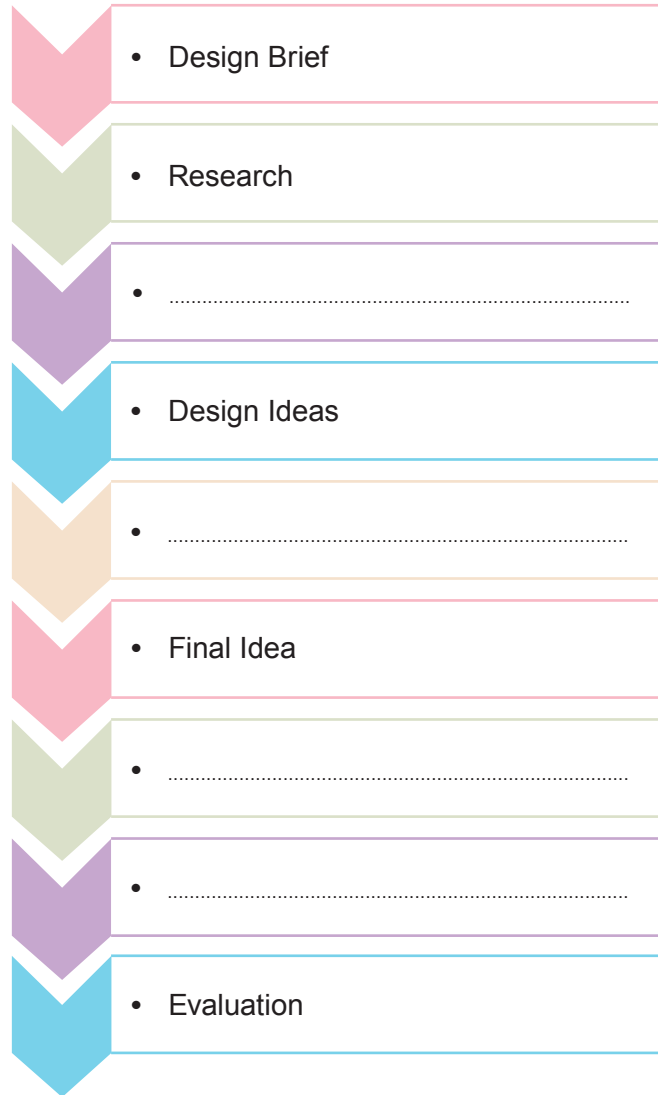 • Design Brief
• Research
• ................................................................................
• Design Ideas
• ................................................................................
• Final Idea
• ................................................................................
• ................................................................................
• Evaluation